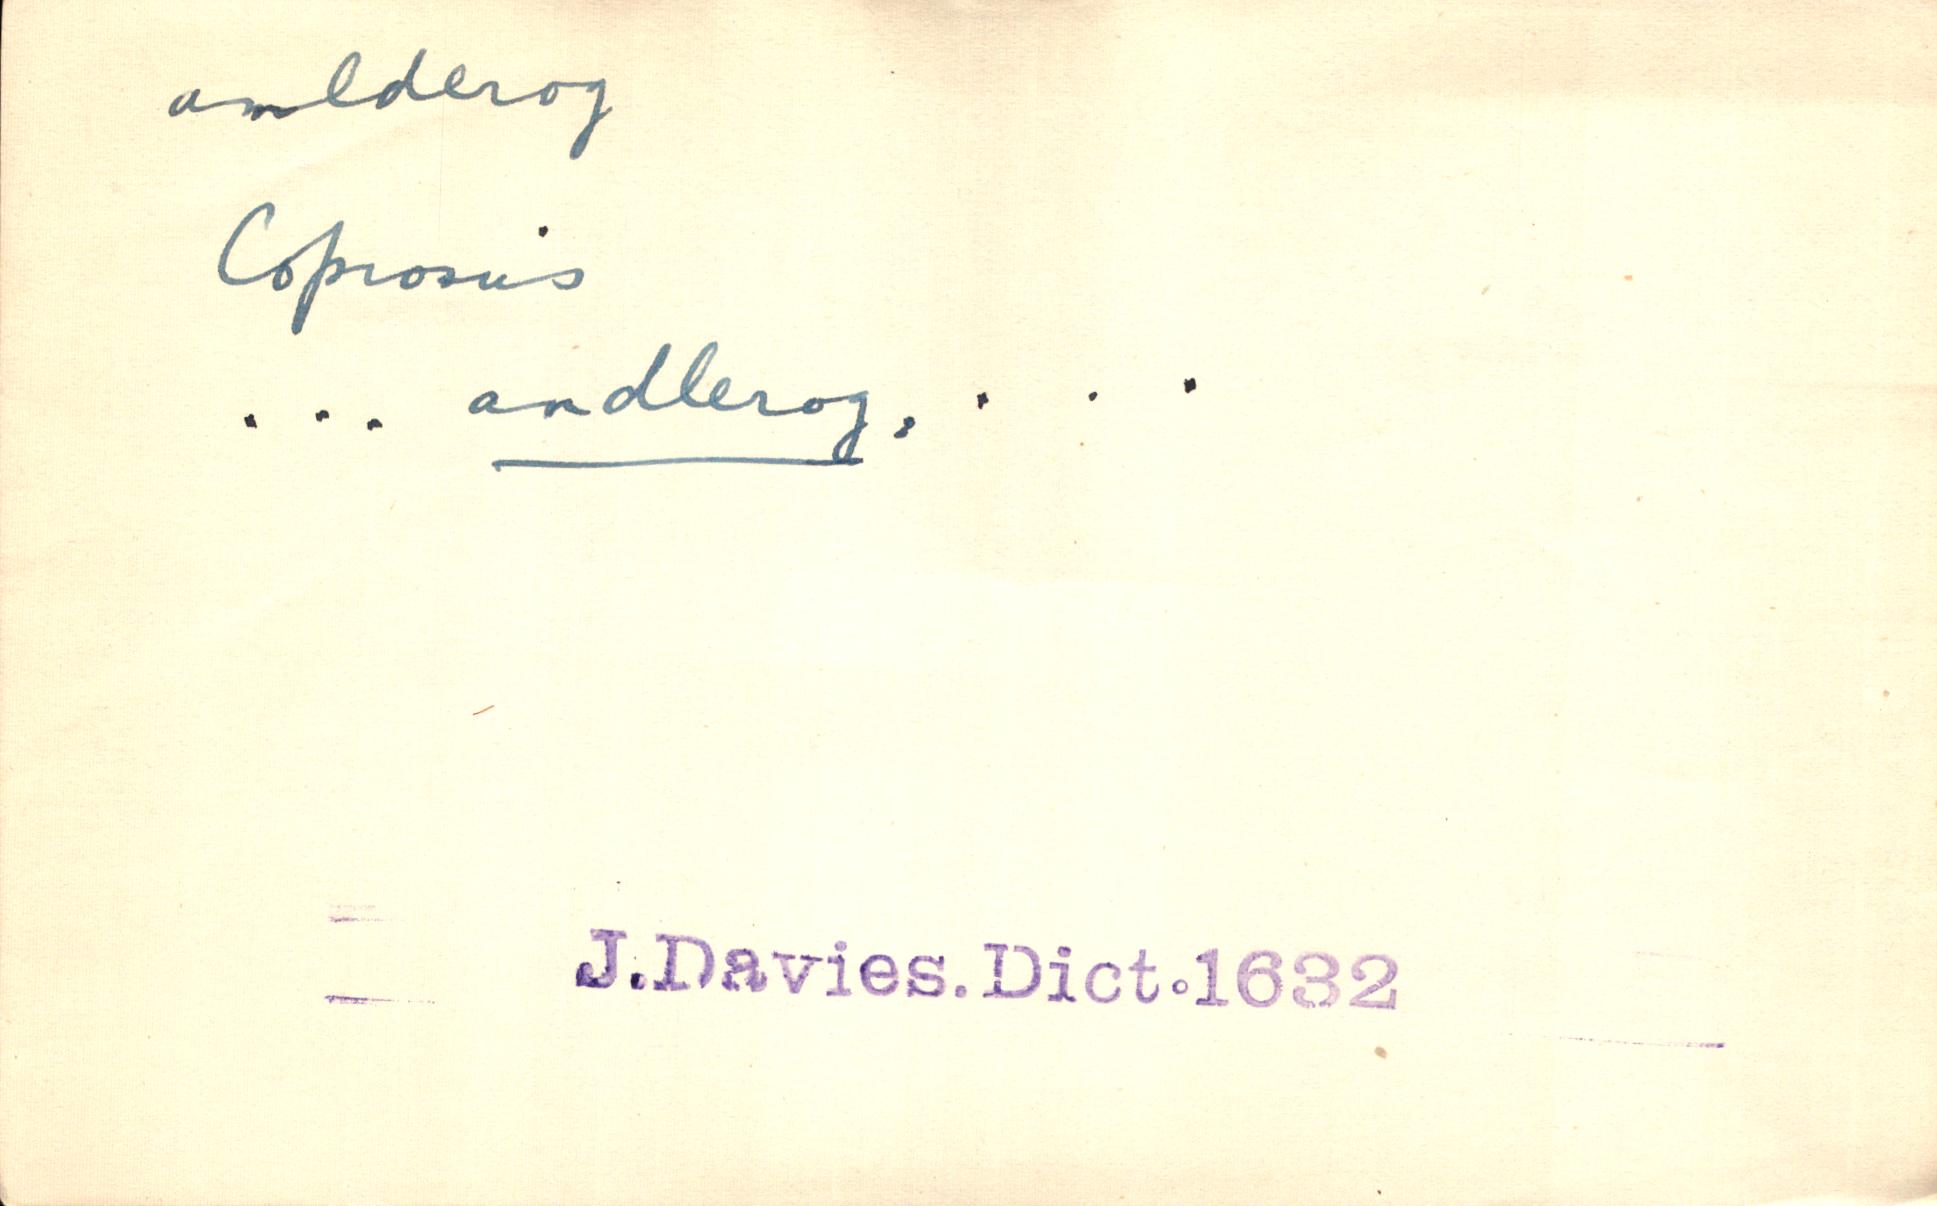 amlderog
Copiosus
... andlerog, . . .
J.Davies.Dict.1632